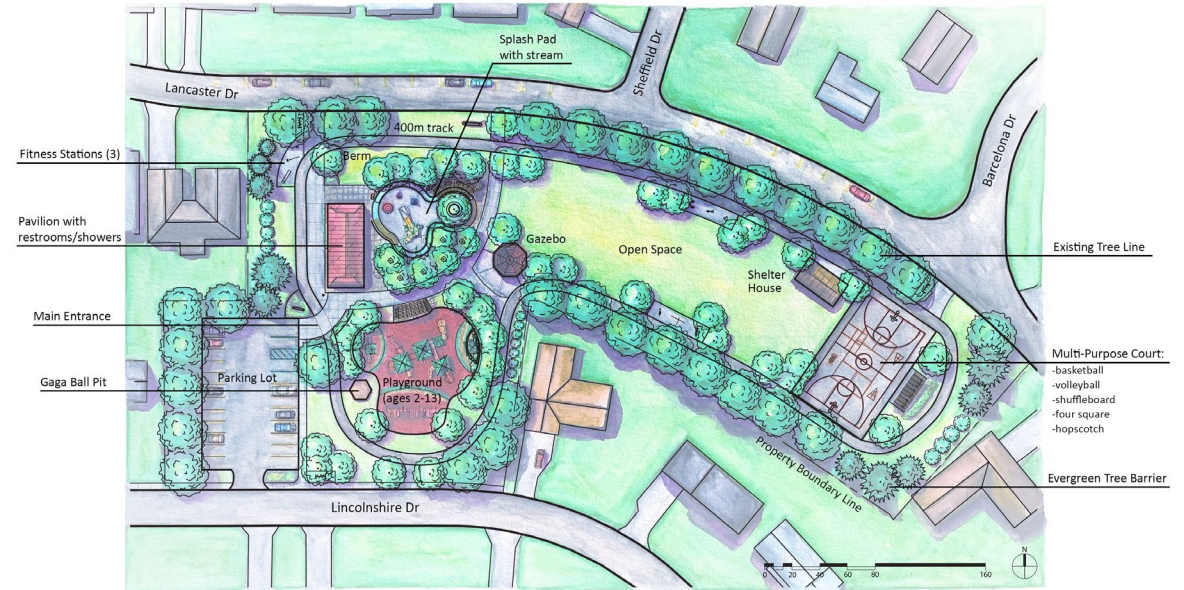 Splash Pad
with stream
Sheffield Dr
Lancaster Dr
400m track
Barcelona Dr
Fitness Stations (3)
Berm
Pavilion with
restrooms/showers
Gazebo
Open Space
Existing Tree Line
Shelter
House
Main Entrance
Multi-Purpose Court:
-basketball
-volleyball
-shuffleboard
-four square
-hopscotch
Gaga Ball Pit
Parking Lot
Playground
(ages 2-13)
Property Boundary Line
Evergreen Tree Barrier
Lincolnshire Dr
N
0 20 40 60 80 160